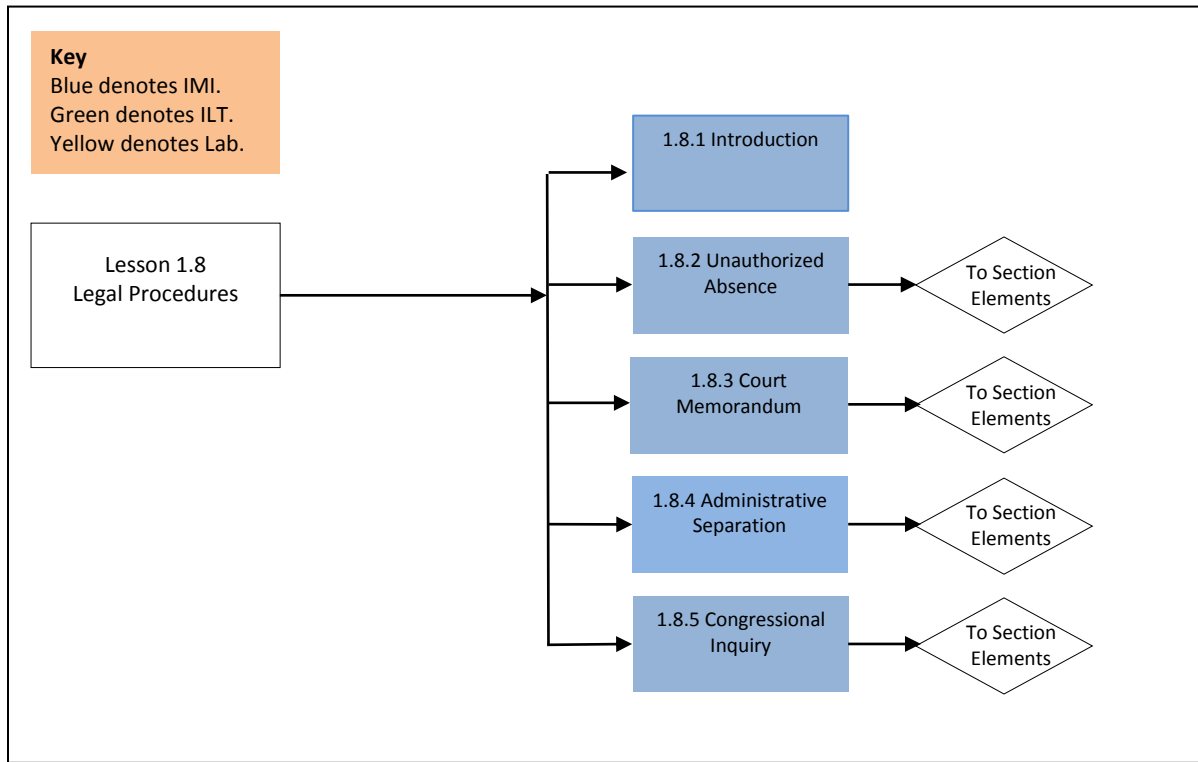 Key
Blue denotes IMI.
Green denotes ILT.
Yellow denotes Lab.
Lesson 1.8
Legal Procedures
1.8.1 Introduction
1.8.2 Unauthorized
Absence
To Section
Elements
1.8.3 Court
Memorandum
To Section
Elements
1.8.4 Administrative
Separation
To Section
Elements
1.8.5 Congressional
Inquiry
To Section
Elements